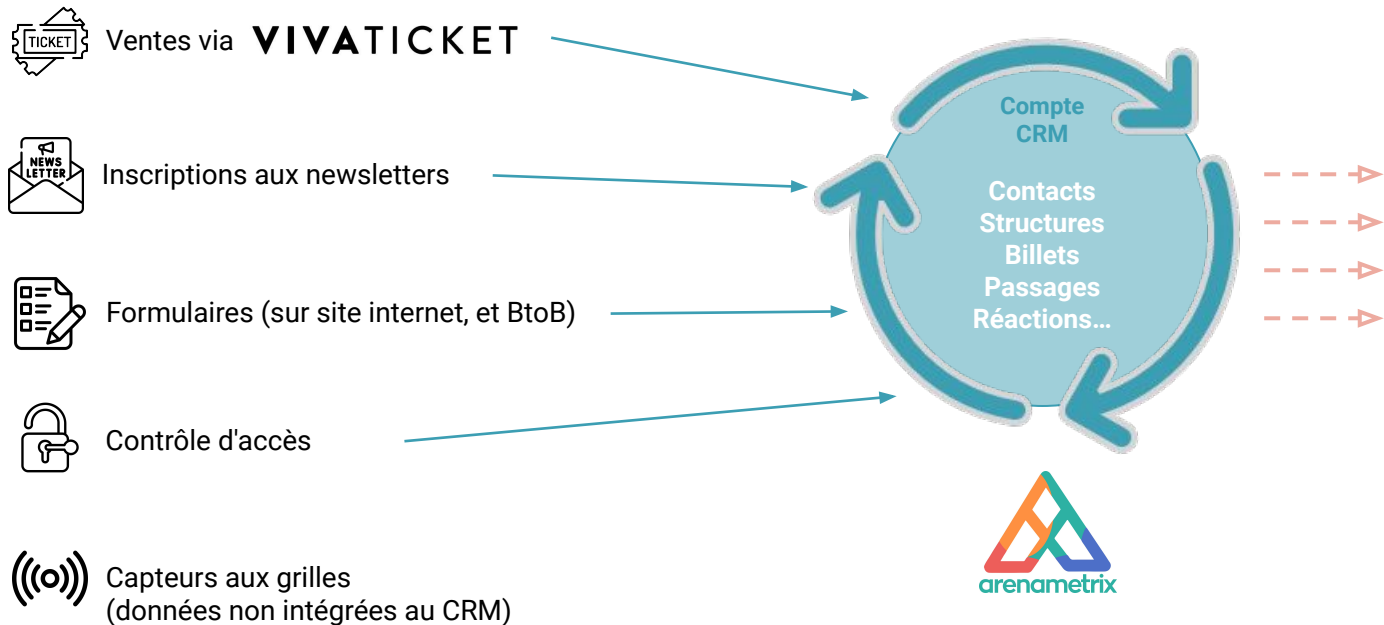 TICKET
Ventes via VIVATICKET
NEWS
LETTER
Inscriptions aux newsletters
Formulaires (sur site internet, et BtoB)
Contrôle d'accès
Capteurs aux grilles
(données non intégrées au CRM)
Compte
CRM
Contacts
Structures
Billets
Passages
Réactions…
arenametrix